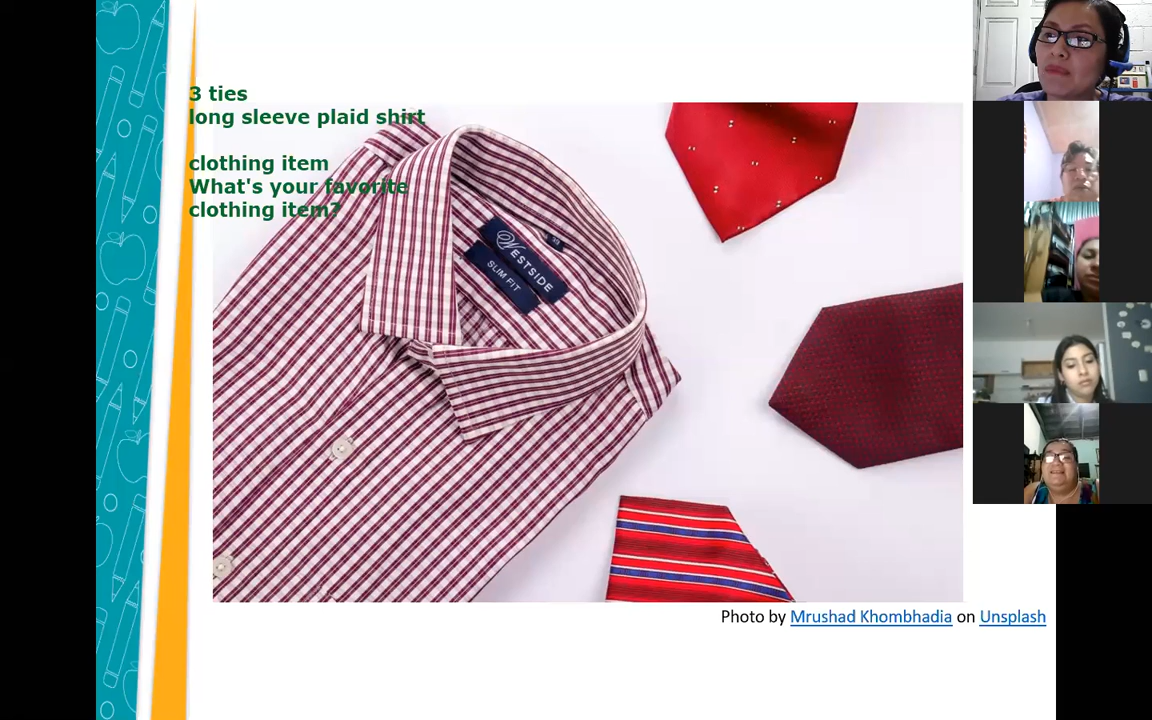 3 ties
long sleeve plaid shirt
clothing item
What's your favorite
clothing item?
WESTSIDE
SLIM FIT
39
Photo by Mrushad Khombhadia on Unsplash